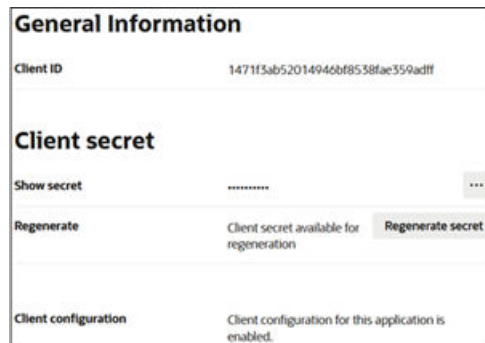 General Information
Client ID 1471f3ab52014946bf8538fae359adff
Client secret
Show secret •••••••••• ...
Regenerate Client secret available for regeneration Regenerate secret
Client configuration Client configuration for this application is enabled.